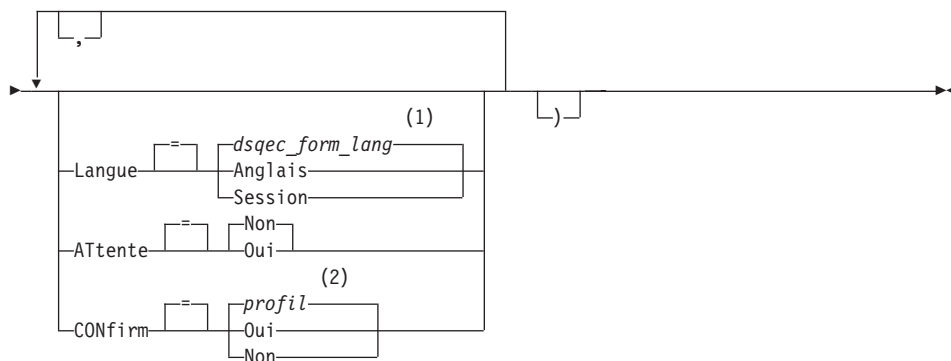 ,
(1)
)
=
dsqec_form_lang
Langue
Anglais
Session
=
Non
ATtente
Oui
(2)
=
profil
CONfirm
Oui
Non